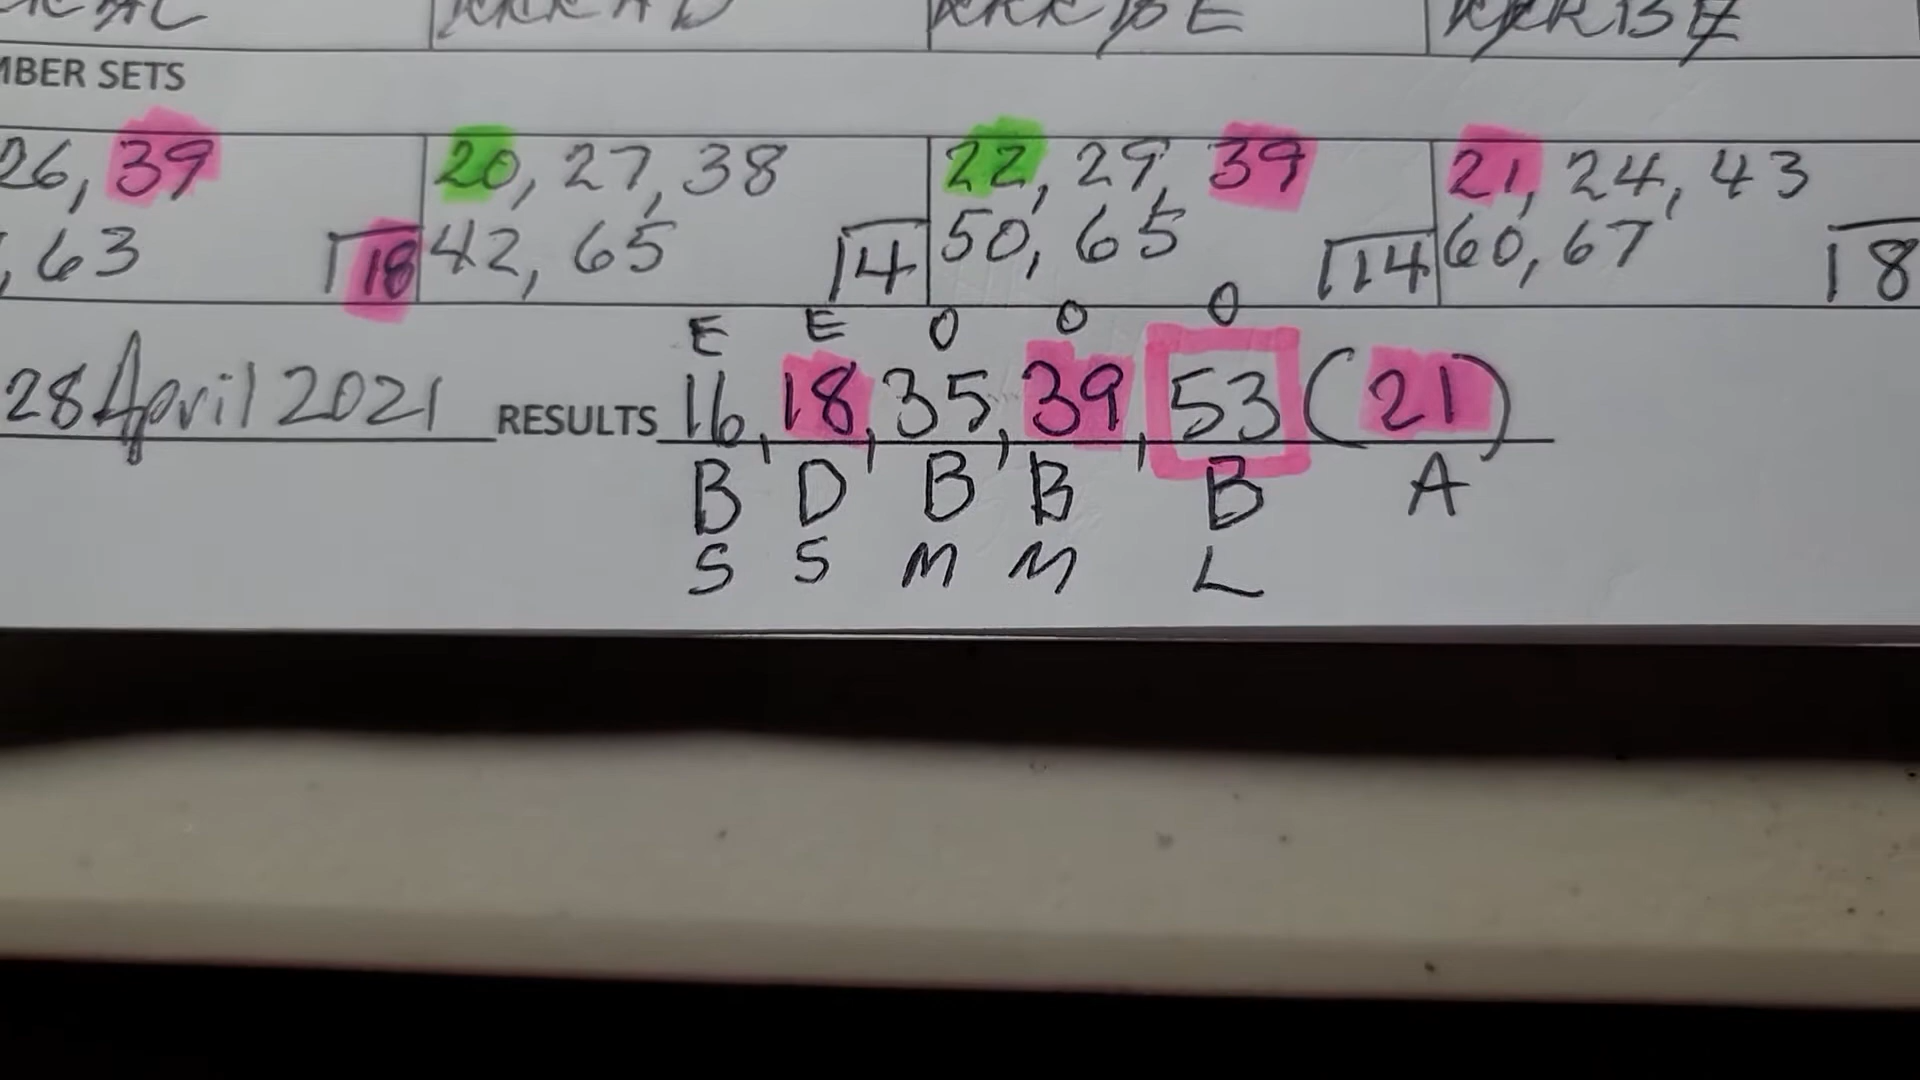 MBER SETS
26, 39
20, 27, 38
22, 29, 39
21, 24, 43
, 63
18
42, 65
14
50, 65
14
60, 67
18
E E O O O
28 April 2021 RESULTS 16, 18, 35, 39, 53 (21)
B D B B B A
S S M M L